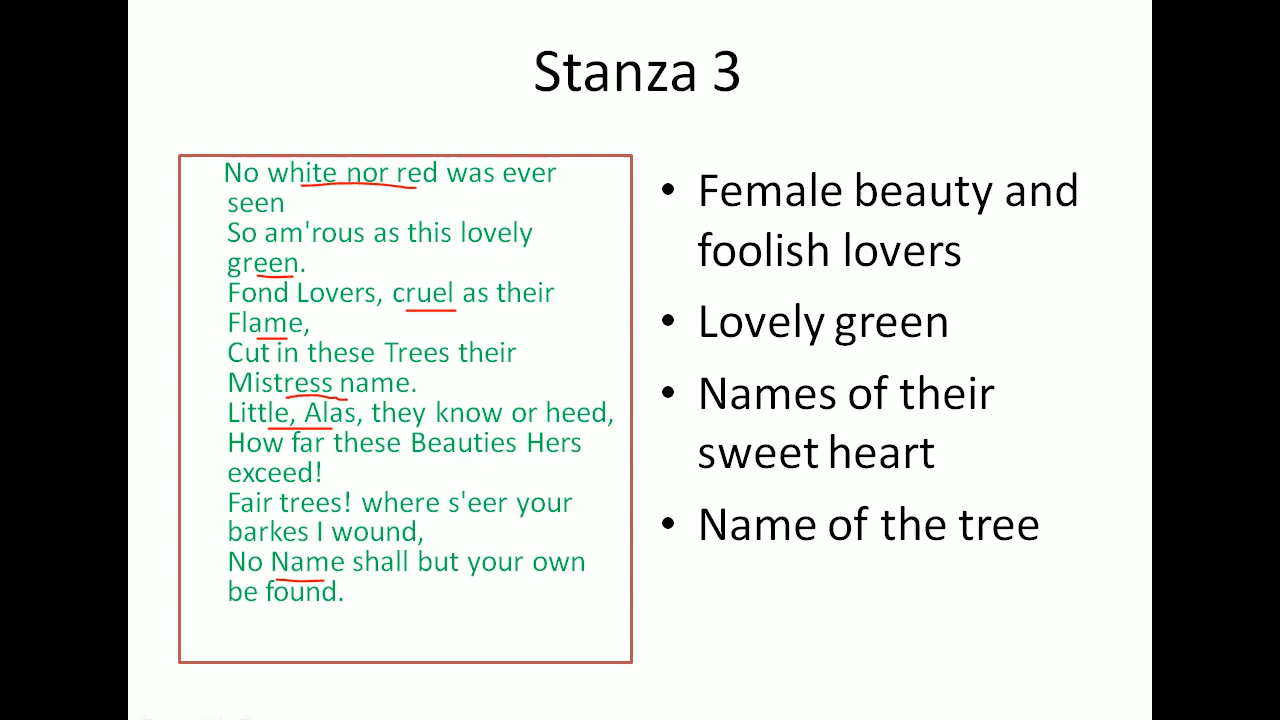 Stanza 3
No white nor red was ever
seen
So am'rous as this lovely
green.
Fond Lovers, cruel as their
Flame,
Cut in these Trees their
Mistress name.
Little, Alas, they know or heed,
How far these Beauties Hers
exceed!
Fair trees! where s'eer your
barkes I wound,
No Name shall but your own
be found.
• Female beauty and
foolish lovers
• Lovely green
• Names of their
sweet heart
• Name of the tree